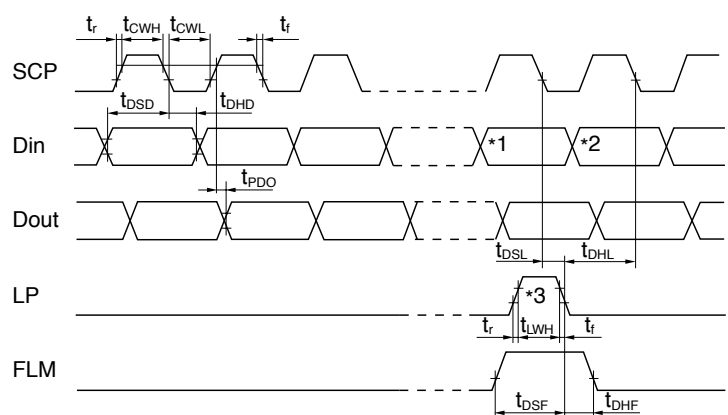 tr tCWH tCWL tf
SCP
tDSD tDHD
Din *1 *2
tPDO
Dout
tDSL tDHL
LP *3
tr tLWH tf
FLM
tDSF tDHF